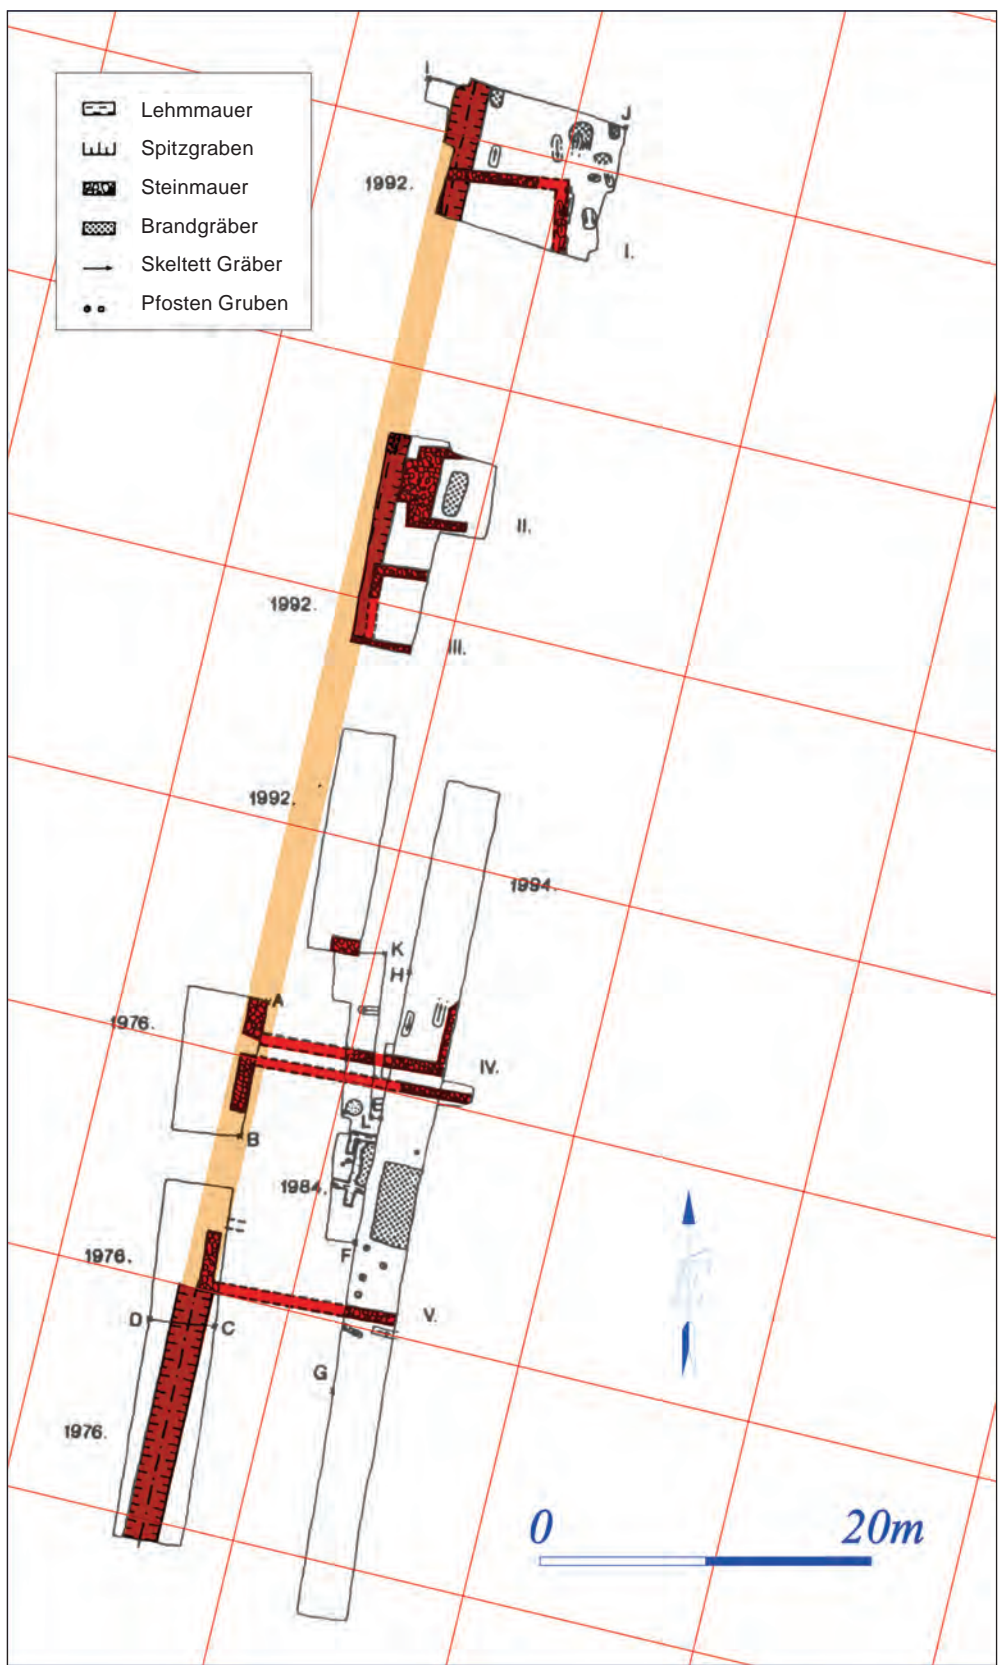 Lehmmauer
Spitzgraben
Steinmauer
Brandgräber
Skeltett Gräber
Pfosten Gruben
I
J
1992.
I.
II.
1992.
III.
1992.
1994.
K
H
A
1976.
IV.
L
B
1984.
F
1976.
V.
D
C
G
1976.
0 20m